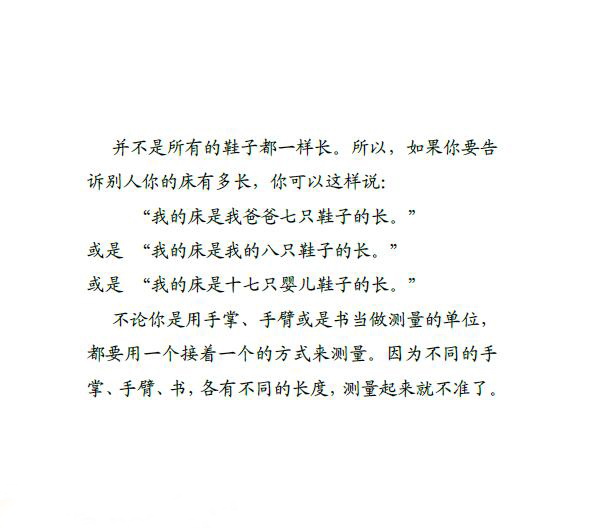 并不是所有的鞋子都一样长。所以，如果你要告
诉别人你的床有多长，你可以这样说：
“我的床是我爸爸七只鞋子的长。”
或是 “我的床是我的八只鞋子的长。”
或是 “我的床是十七只婴儿鞋子的长。”
不论你是用手掌、手臂或是书当做测量的单位，
都要用一个接着一个的方式来测量。因为不同的手
掌、手臂、书，各有不同的长度，测量起来就不准了。